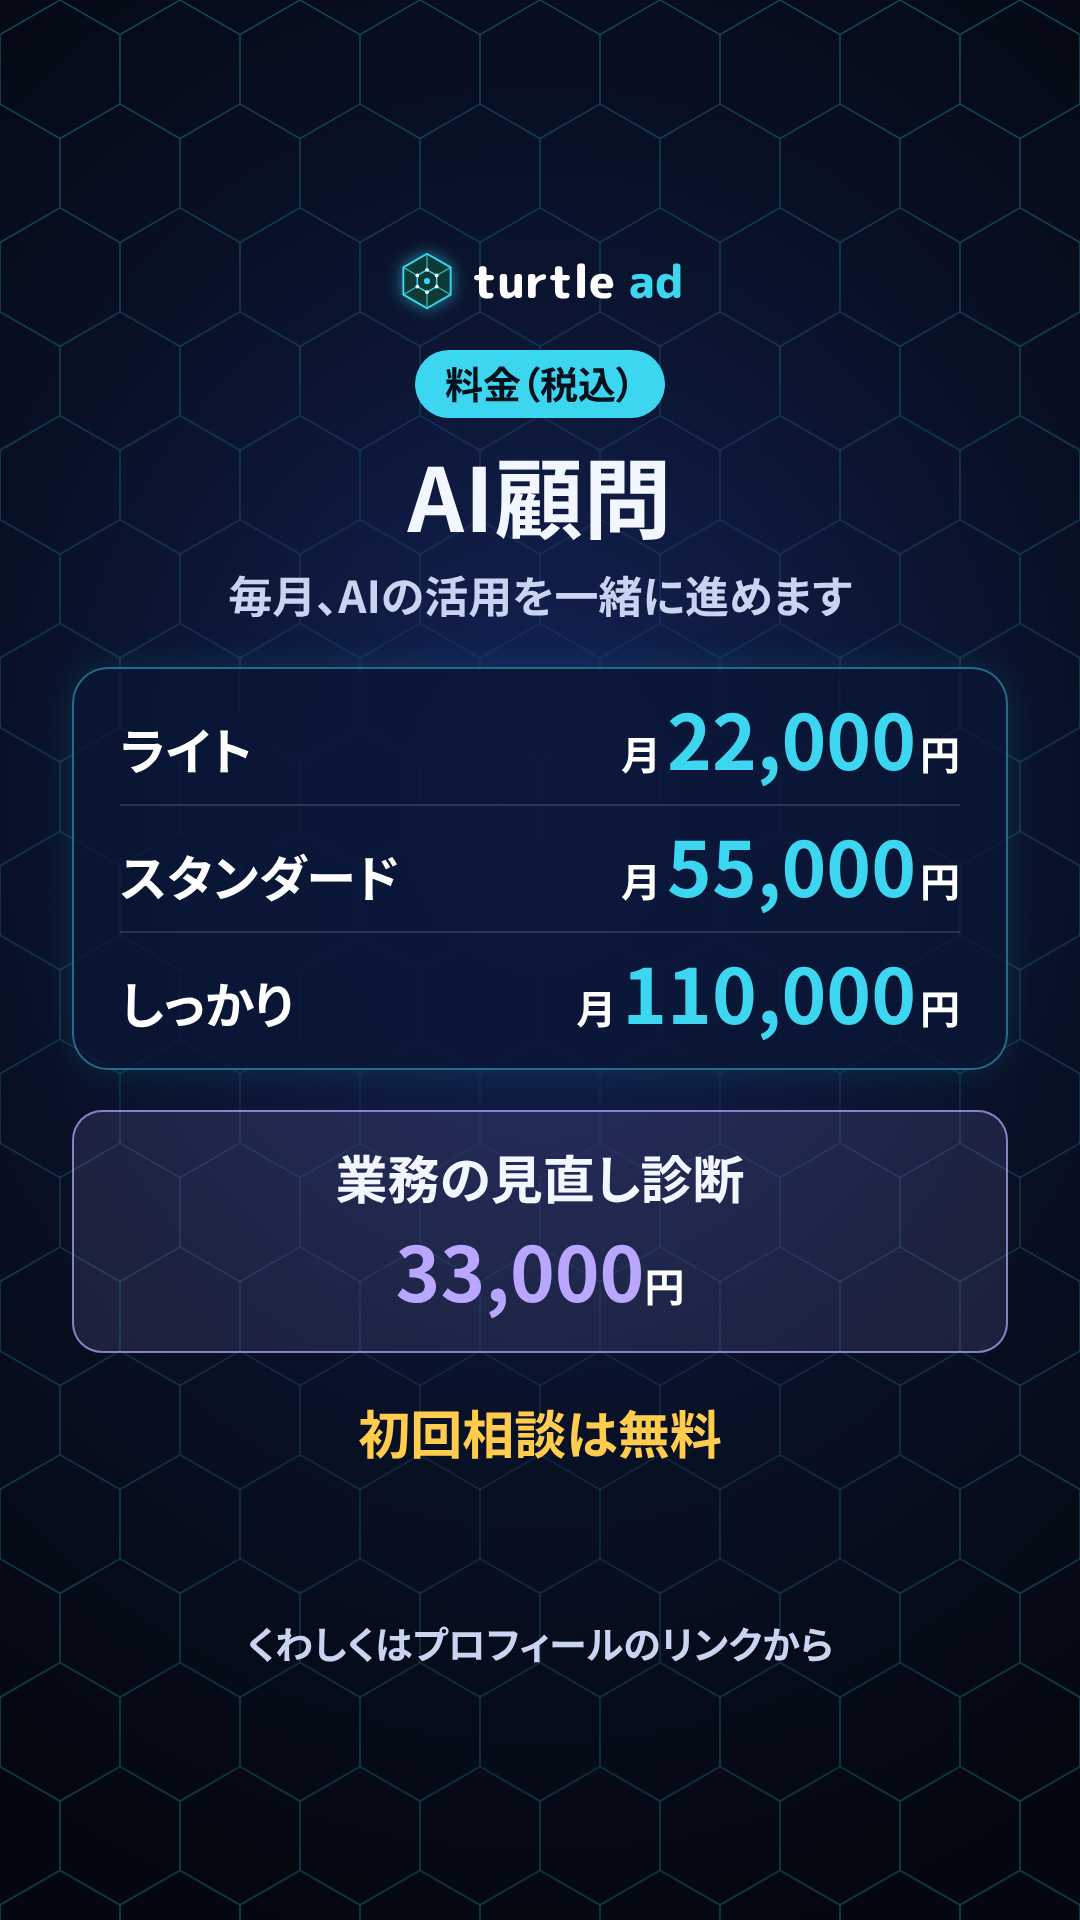 turtle ad
料金（税込）
AI顧問
毎月、AIの活用を一緒に進めます
ライト 月22,000円
スタンダード 月55,000円
しっかり 月110,000円
業務の見直し診断
33,000円
初回相談は無料
くわしくはプロフィールのリンクから